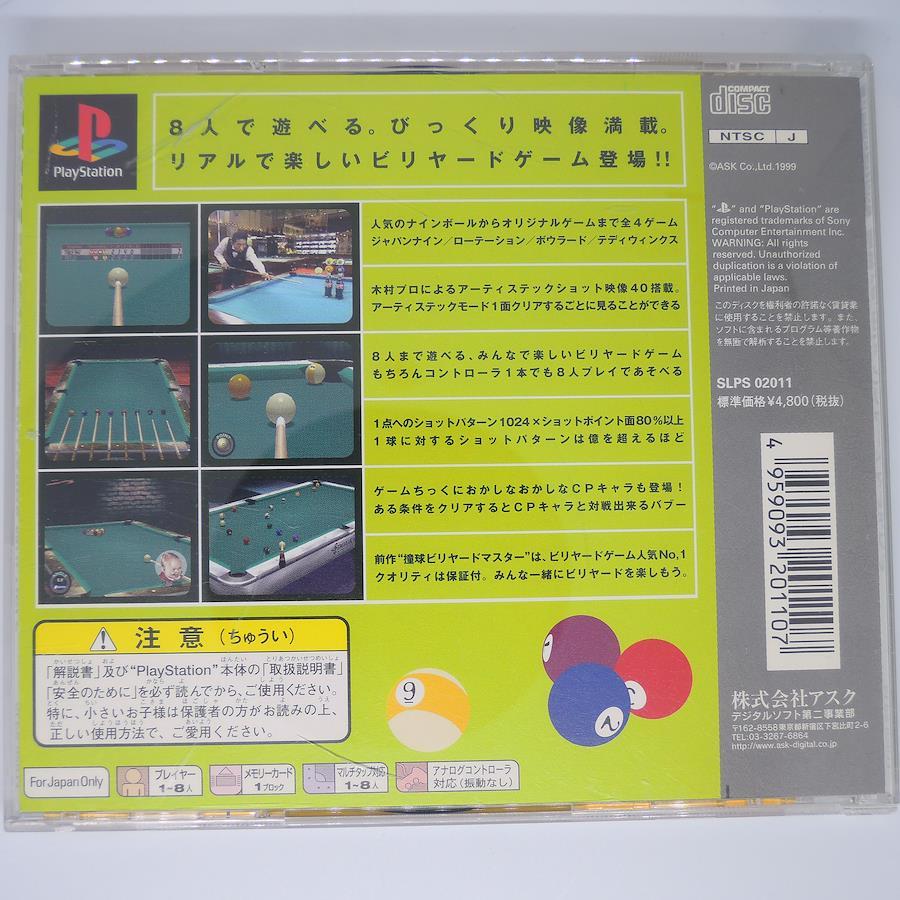 PlayStation
8人で遊べる。びっくり映像満載。
リアルで楽しいビリヤードゲーム登場!!
人気のナインボールからオリジナルゲームまで全4ゲーム
ジャパンナイン/ローテーション/ボウラード/テディウィンクス
木村プロによるアーティステックショット映像40搭載。
アーティステックモード1面クリアするごとに見ることができる
8人まで遊べる、みんなで楽しいビリヤードゲーム
もちろんコントローラ1本でも8人プレイであそべる
1点へのショットパターン1024×ショットポイント面80%以上
1球に対するショットパターンは億を超えるほど
ゲームちっくにおかしなおかしなCPキャラも登場!
ある条件をクリアするとCPキャラと対戦出来るバブー
前作"撞球ビリヤードマスター"は、ビリヤードゲーム人気No,1
クオリティは保証付。みんな一緒にビリヤードを楽しもう。
注意(ちゅうい)
「解説書」及び"PlayStation"本体の「取扱説明書」
「安全のために」を必ず読んでから、ご使用ください。
特に、小さいお子様は保護者の方がお読みの上、
正しい使用方法で、ご愛用ください。
9
For Japan Only
プレイヤー
1~8人
メモリーカード
1ブロック
マルチタップ対応
1~8人
アナログコントローラ
対応(振動なし)
COMPACT
disc
NTSC J
©ASK Co.,Ltd.1999
" " and "PlayStation" are
registered trademarks of Sony
Computer Entertainment Inc.
WARNING: All rights
reserved. Unauthorized
duplication is a violation of
applicable laws.
Printed in Japan
このディスクを権利者の許諾なく賃貸業
に使用することを禁止します。また、
ソフトに含まれるプログラム等著作物
を無断で解析することを禁止します。
SLPS 02011
標準価格¥4,800(税抜)
4 959093 201107
株式会社アスク
デジタルソフト第二事業部
〒162-8558東京都新宿区下宮比町2-6
TEL:03-3267-6864
http://www.ask-digital.co.jp